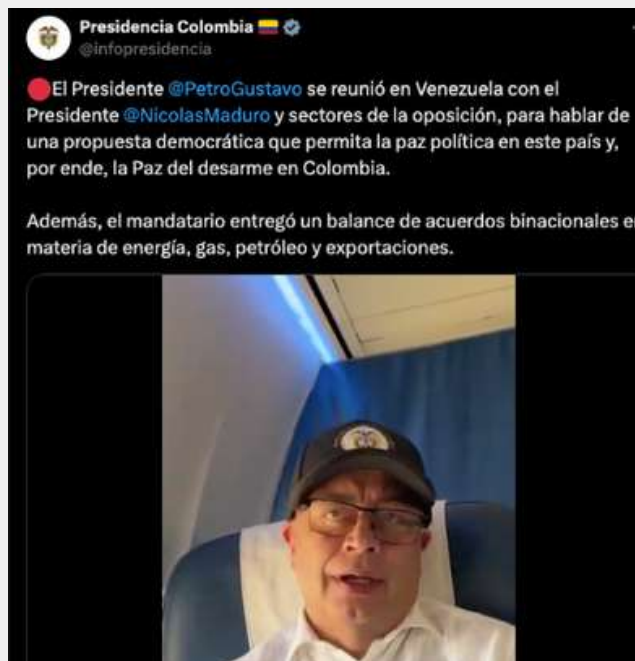 Presidencia Colombia
@infopresidencia
El Presidente @PetroGustavo se reunió en Venezuela con el
Presidente @NicolasMaduro y sectores de la oposición, para hablar de
una propuesta democrática que permita la paz política en este país y,
por ende, la Paz del desarme en Colombia.
Además, el mandatario entregó un balance de acuerdos binacionales
materia de energía, gas, petróleo y exportaciones.